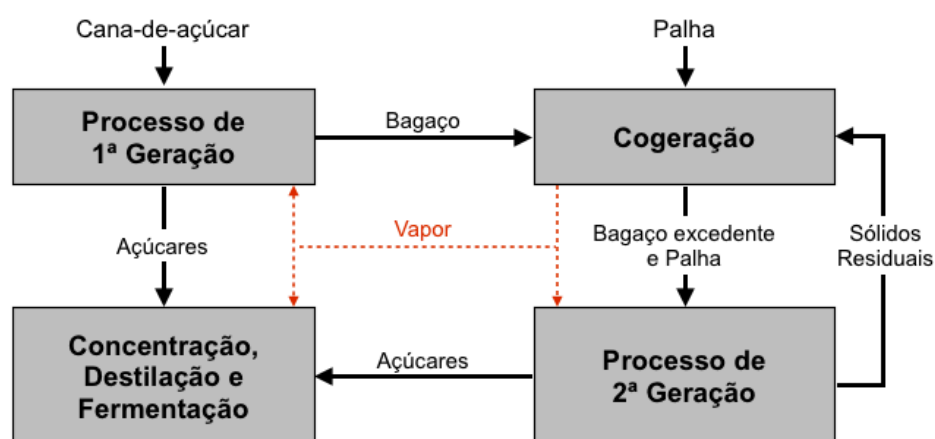 Cana-de-açúcar
Palha
Processo de
1ª Geração
Bagaço
Cogeração
Açúcares
Vapor
Bagaço excedente
e Palha
Sólidos
Residuais
Concentração,
Destilação e
Fermentação
Açúcares
Processo de
2ª Geração